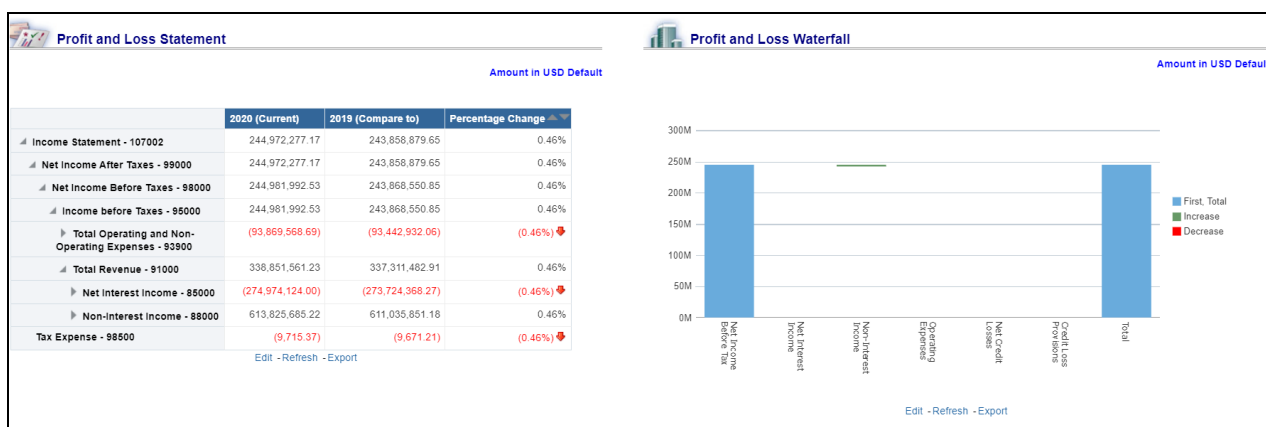 Profit and Loss Statement
Amount in USD Default
2020 (Current) 2019 (Compare to) Percentage Change
Income Statement - 107002 244,972,277.17 243,858,879.65 0.46%
Net Income After Taxes - 99000 244,972,277.17 243,858,879.65 0.46%
Net Income Before Taxes - 98000 244,981,992.53 243,868,550.85 0.46%
Income before Taxes - 95000 244,981,992.53 243,868,550.85 0.46%
Total Operating and Non-
Operating Expenses - 93900 (93,869,568.69) (93,442,932.06) (0.46%)
Total Revenue - 91000 338,851,561.23 337,311,482.91 0.46%
Net Interest Income - 85000 (274,974,124.00) (273,724,368.27) (0.46%)
Non-Interest Income - 88000 613,825,685.22 611,035,851.18 0.46%
Tax Expense - 98500 (9,715.37) (9,671.21) (0.46%)
Edit - Refresh - Export
Profit and Loss Waterfall
Amount in USD Defaul
300M
250M
200M
150M
100M
50M
0M
Net Income
Before Tax
Net Interest
Income
Non-Interest
Income
Operating
Expenses
Net Credit
Losses
Credit Loss
Provisions
Total
First, Total
Increase
Decrease
Edit - Refresh - Export